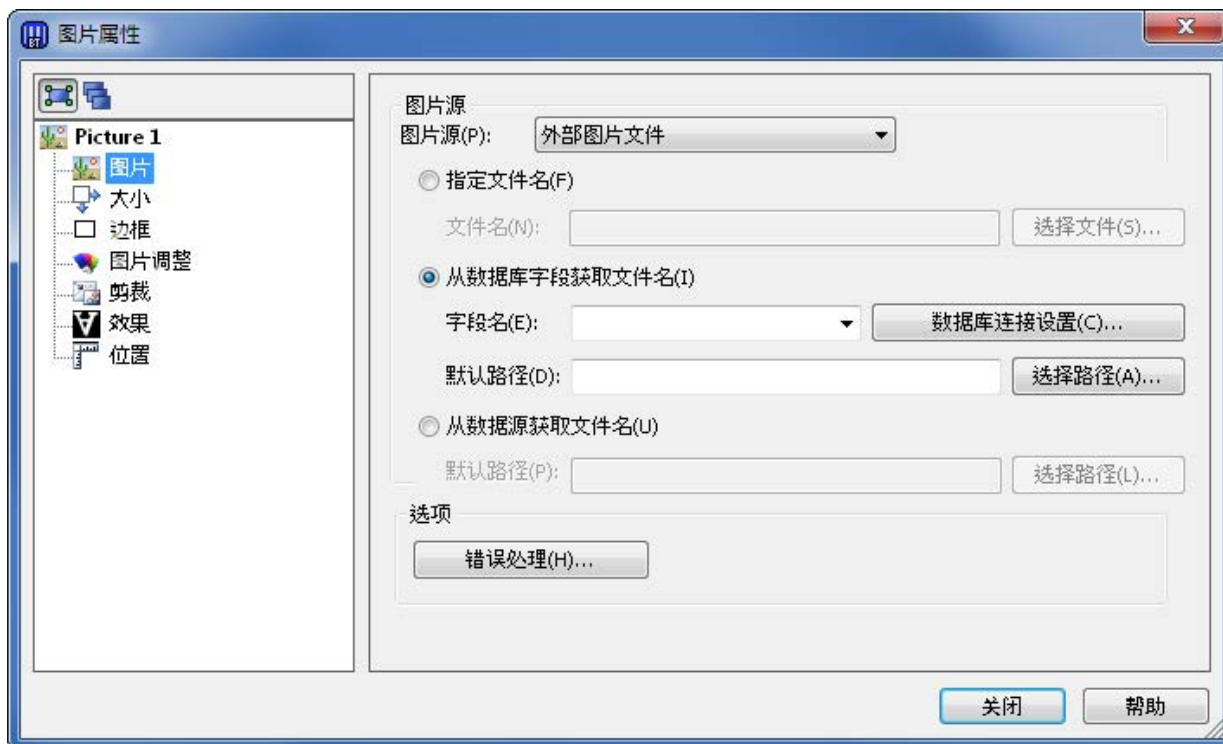 BT 图片属性
Picture 1
图片
大小
边框
图片调整
剪裁
效果
位置
图片源
图片源(P): 外部图片文件
指定文件名(F)
文件名(N): 选择文件(S)...
从数据库字段获取文件名(I)
字段名(E): 数据库连接设置(C)...
默认路径(D): 选择路径(A)...
从数据源获取文件名(U)
默认路径(P): 选择路径(L)...
选项
错误处理(H)...
关闭 帮助